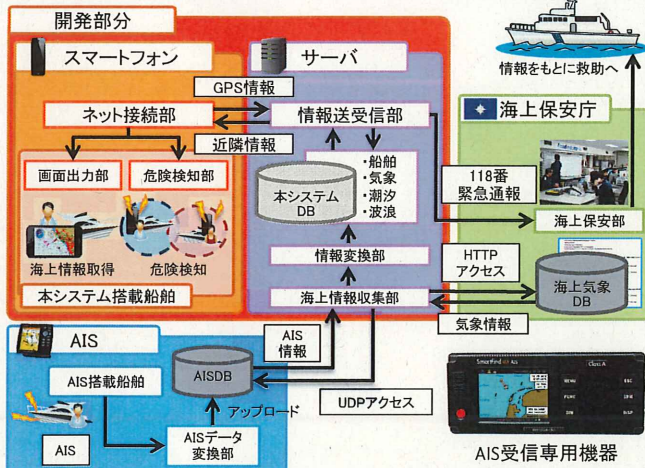 開発部分
スマートフォン
サーバ
GPS情報
ネット接続部
情報送受信部
近隣情報
画面出力部
危険検知部
・船舶
・気象
・潮汐
・波浪
本システム
DB
海上情報取得
危険検知
情報変換部
本システム搭載船舶
海上情報収集部
情報をもとに救助へ
海上保安庁
118番
緊急通報
海上保安部
HTTP
アクセス
海上気象
DB
気象情報
AIS
AIS
情報
AIS搭載船舶
AISDB
アップロード
UDPアクセス
AIS
AISデータ
変換部
Class A
MENU
ESC
FUNC
DIM
DISP
AIS受信専用機器